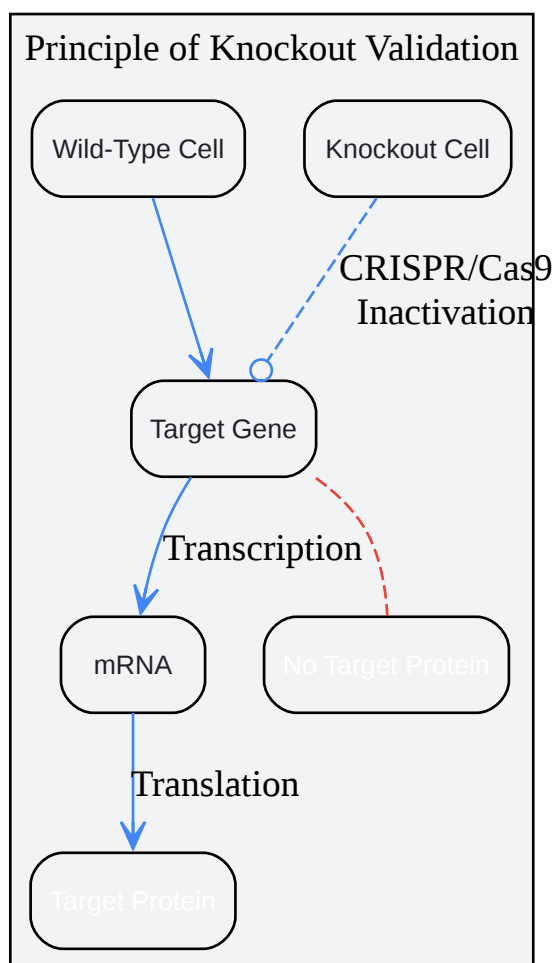 Principle of Knockout Validation
Wild-Type Cell
Knockout Cell
CRISPR/Cas9
Inactivation
Target Gene
Transcription
mRNA
No Target Protein
Translation
Target Protein